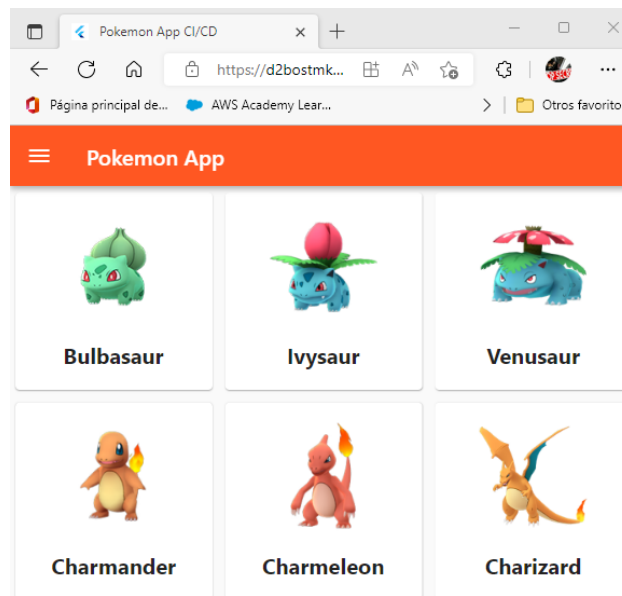 Pokemon App CI/CD
https://d2bostmk...
Página principal de... AWS Academy Lear... Otros favorito
Pokemon App
Bulbasaur Ivysaur Venusaur
Charmander Charmeleon Charizard